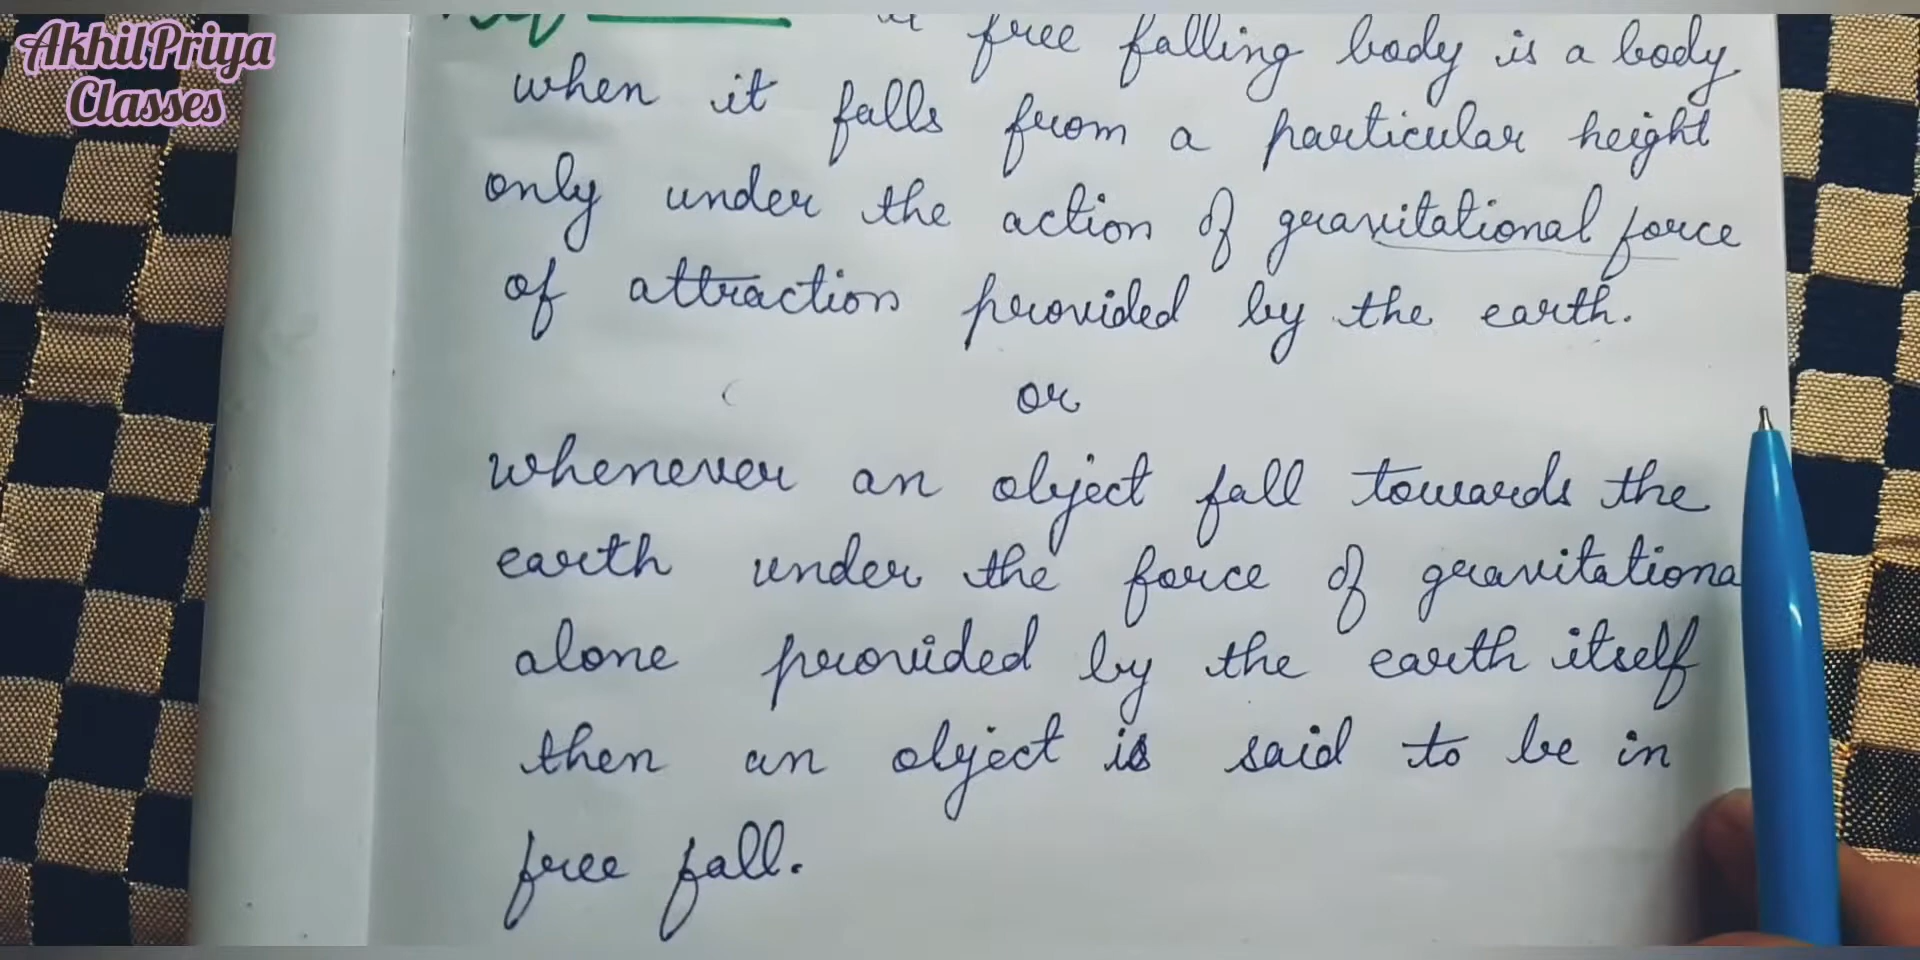 AkhilPriya
Classes
free falling body is a body
when it falls from a particular height
only under the action of gravitational force
of attraction provided by the earth.
or
whenever an object fall towards the
earth under the force of gravitationa
alone provided by the earth itself
then an object is said to be in
free fall.